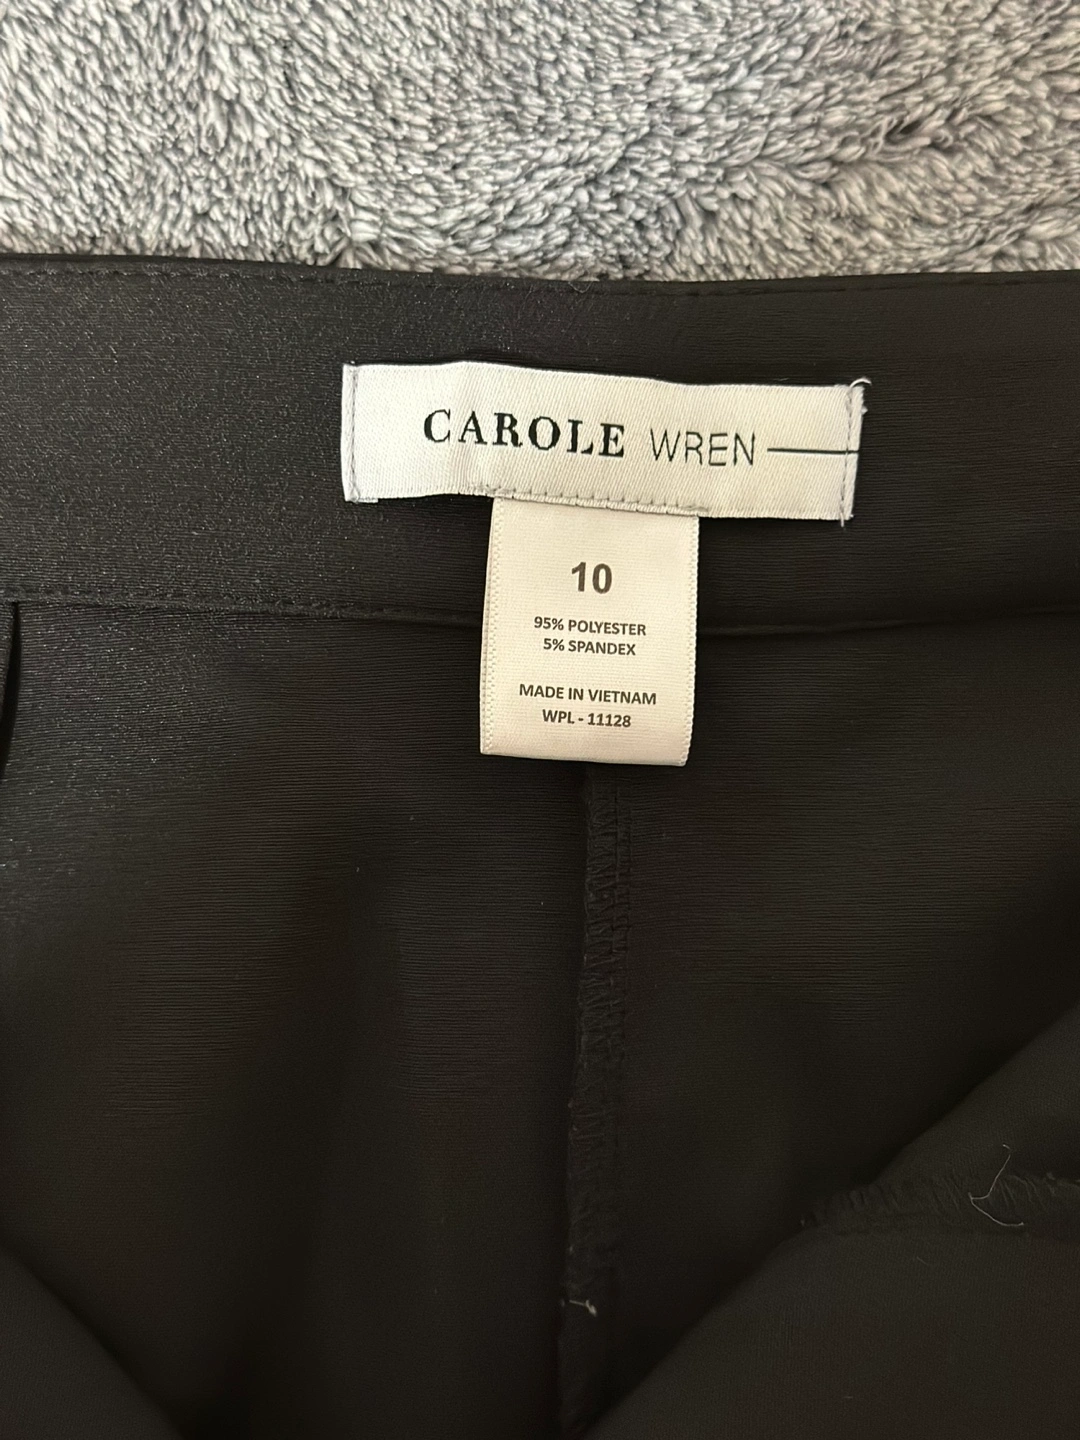 CAROLE WREN
10
95% POLYESTER
5% SPANDEX
MADE IN VIETNAM
WPL - 11128